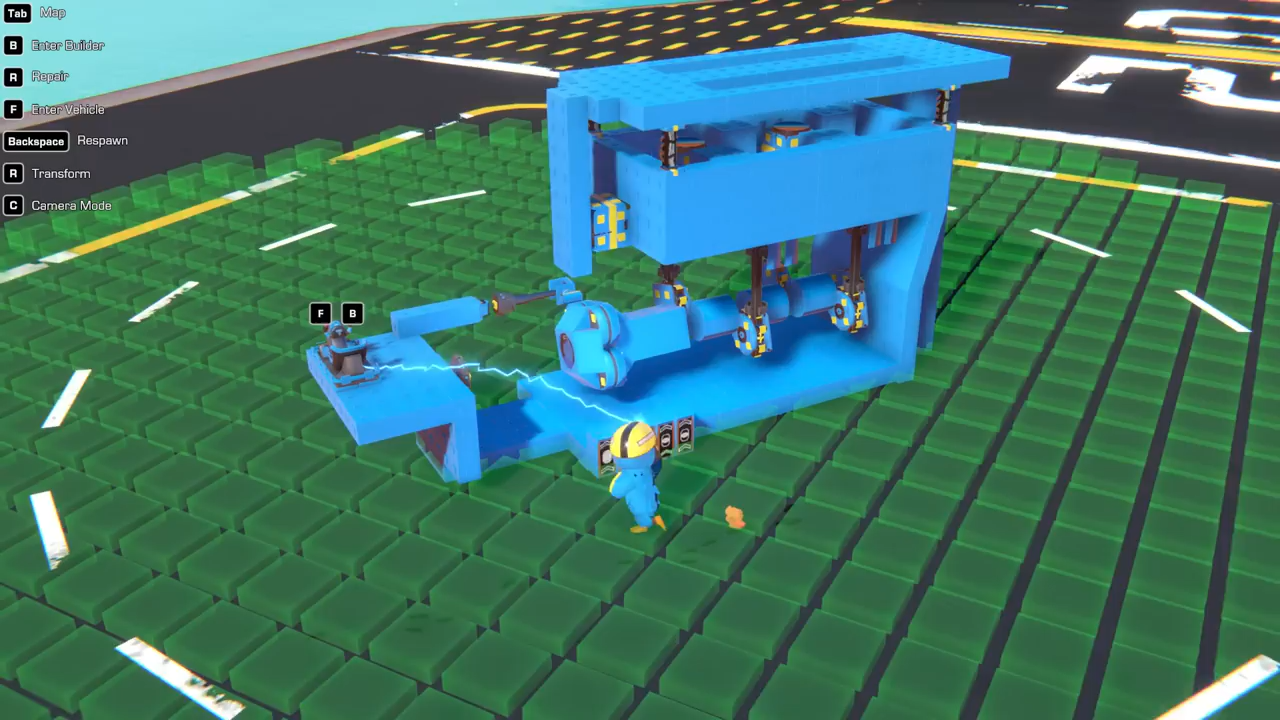 Tab Map
B Enter Builder
R Repair
F Enter Vehicle
Backspace Respawn
R Transform
C Camera Mode
F B